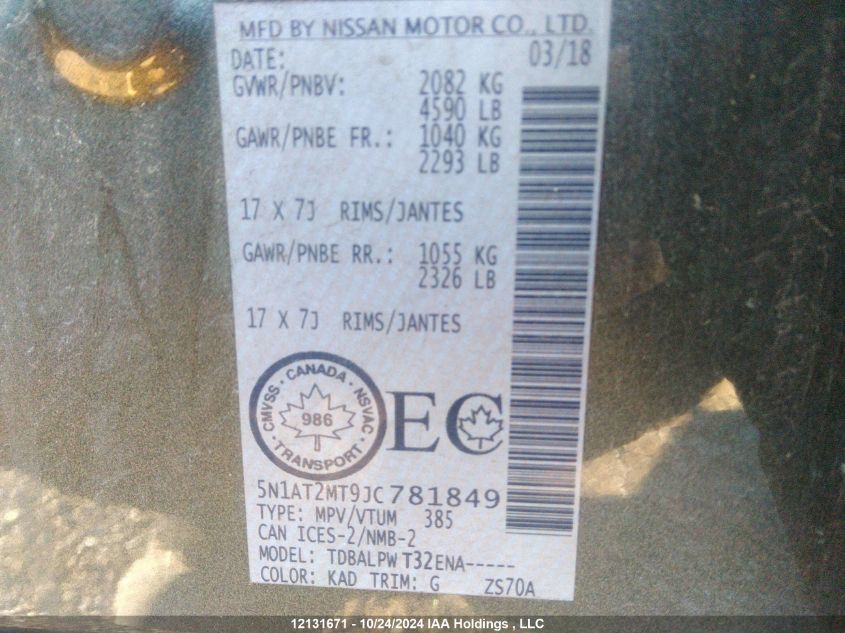 MFD BY NISSAN MOTOR CO., LTD.
DATE: 03/18
GVWR/PNBV: 2082 KG
4590 LB
GAWR/PNBE FR.: 1040 KG
2293 LB
17 X 7J RIMS/JANTES
GAWR/PNBE RR.: 1055 KG
2326 LB
17 X 7J RIMS/JANTES
CMVSS · CANADA · NSVAC · TRANSPORT ·
986
EC
5N1AT2MT9JC781849
TYPE: MPV/VTUM 385
CAN ICES-2/NMB-2
MODEL: TDBALPW T32ENA-----
COLOR: KAD TRIM: G ZS70A
12131671 - 10/24/2024 IAA Holdings , LLC